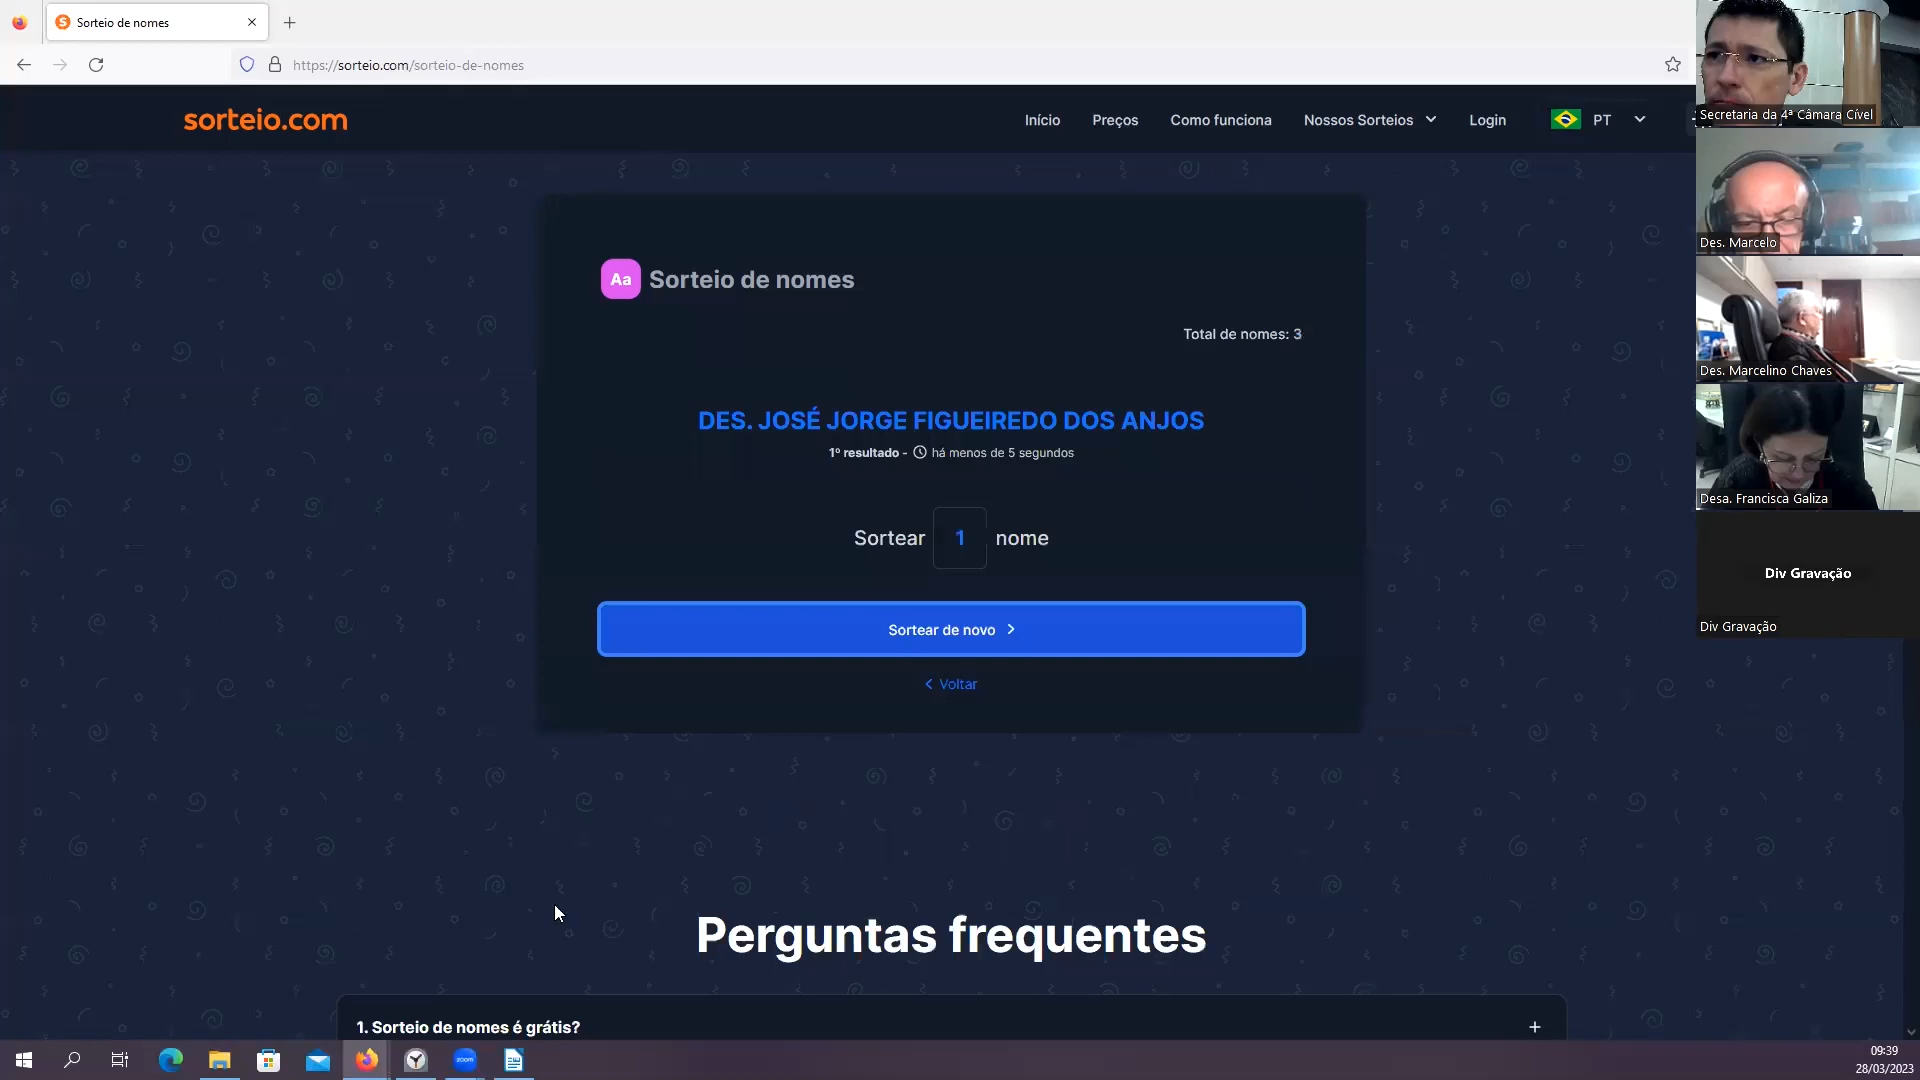 Sorteio de nomes
https://sorteio.com/sorteio-de-nomes
sorteio.com
Início
Preços
Como funciona
Nossos Sorteios
Login
PT
Aa
Sorteio de nomes
Total de nomes: 3
DES. JOSÉ JORGE FIGUEIREDO DOS ANJOS
1º resultado - há menos de 5 segundos
Sortear 1 nome
Sortear de novo
Voltar
Perguntas frequentes
1. Sorteio de nomes é grátis?
Secretaria da 4ª Câmara Cível
Des. Marcelo
Des. Marcelino Chaves
Desa. Francisca Galiza
Div Gravação
Div Gravação
zoom
09:39
28/03/2023